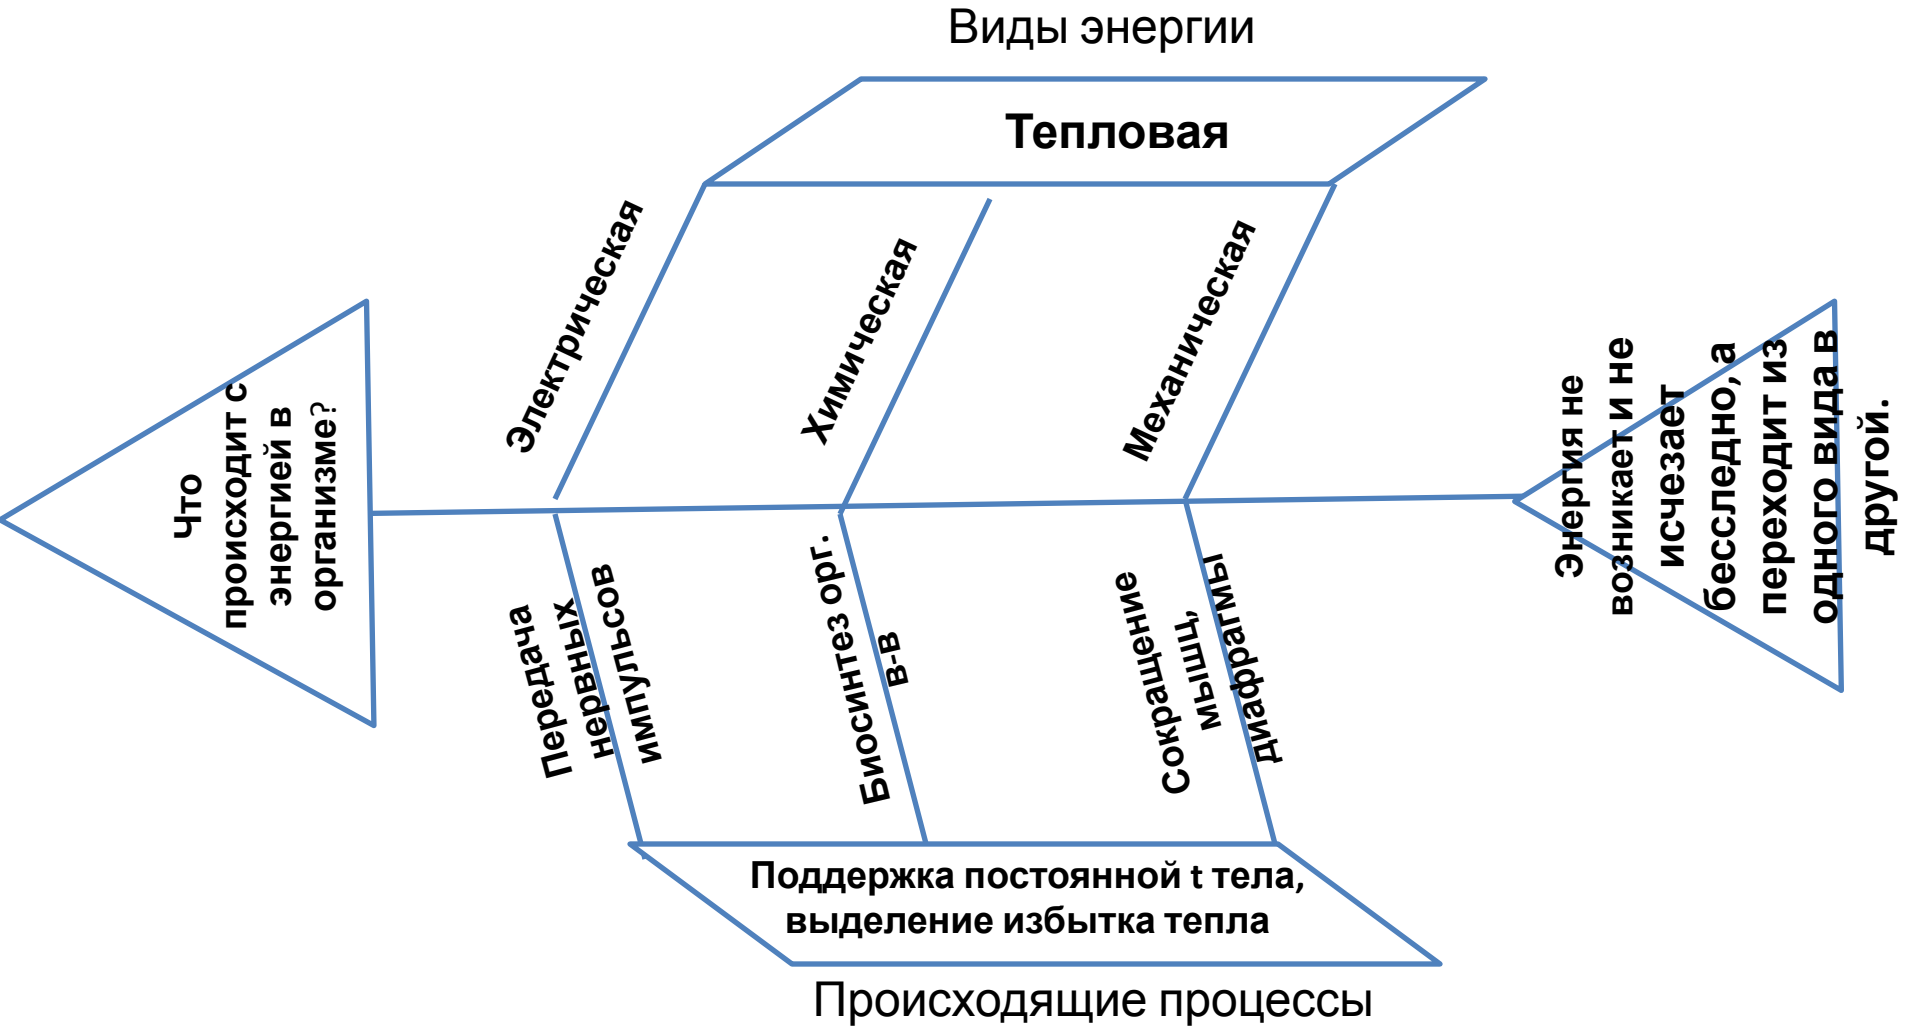 Виды энергии
Тепловая
Электрическая
Химическая
Механическая
Что
происходит с
энергией в
организме?
Энергия не
возникает и не
исчезает
бесследно, а
переходит из
одного вида в
другой.
Передача
нервных
импульсов
Биосинтез орг.
в-в
Сокращение
мышц,
диафрагмы
Поддержка постоянной t тела,
выделение избытка тепла
Происходящие процессы